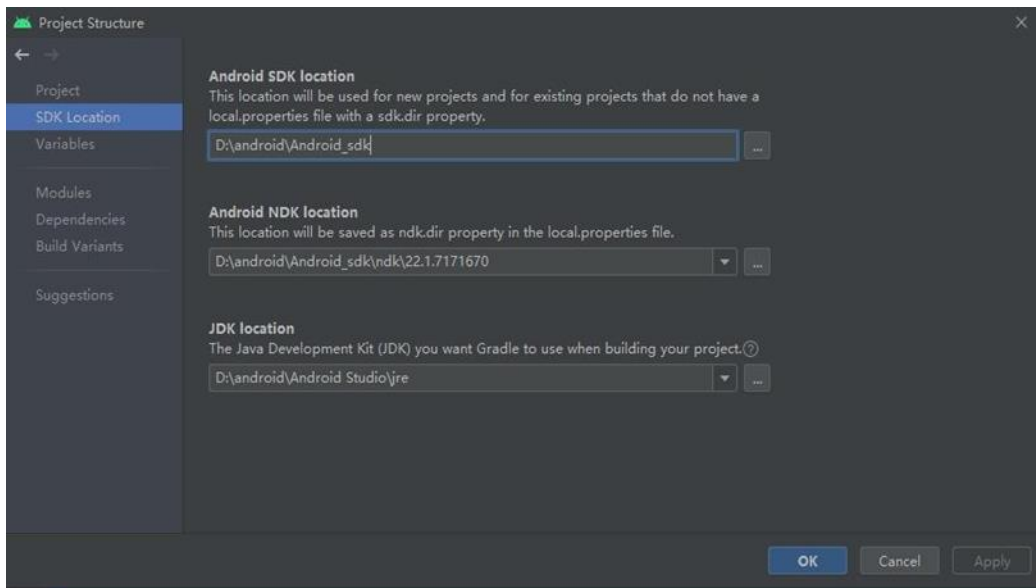 Project Structure
Project
SDK Location
Variables
Modules
Dependencies
Build Variants
Suggestions
Android SDK location
This location will be used for new projects and for existing projects that do not have a
local.properties file with a sdk.dir property.
D:\android\Android_sdk
...
Android NDK location
This location will be saved as ndk.dir property in the local.properties file.
D:\android\Android_sdk\ndk\22.1.7171670
...
JDK location
The Java Development Kit (JDK) you want Gradle to use when building your project.?
D:\android\Android Studio\jre
...
OK
Cancel
Apply